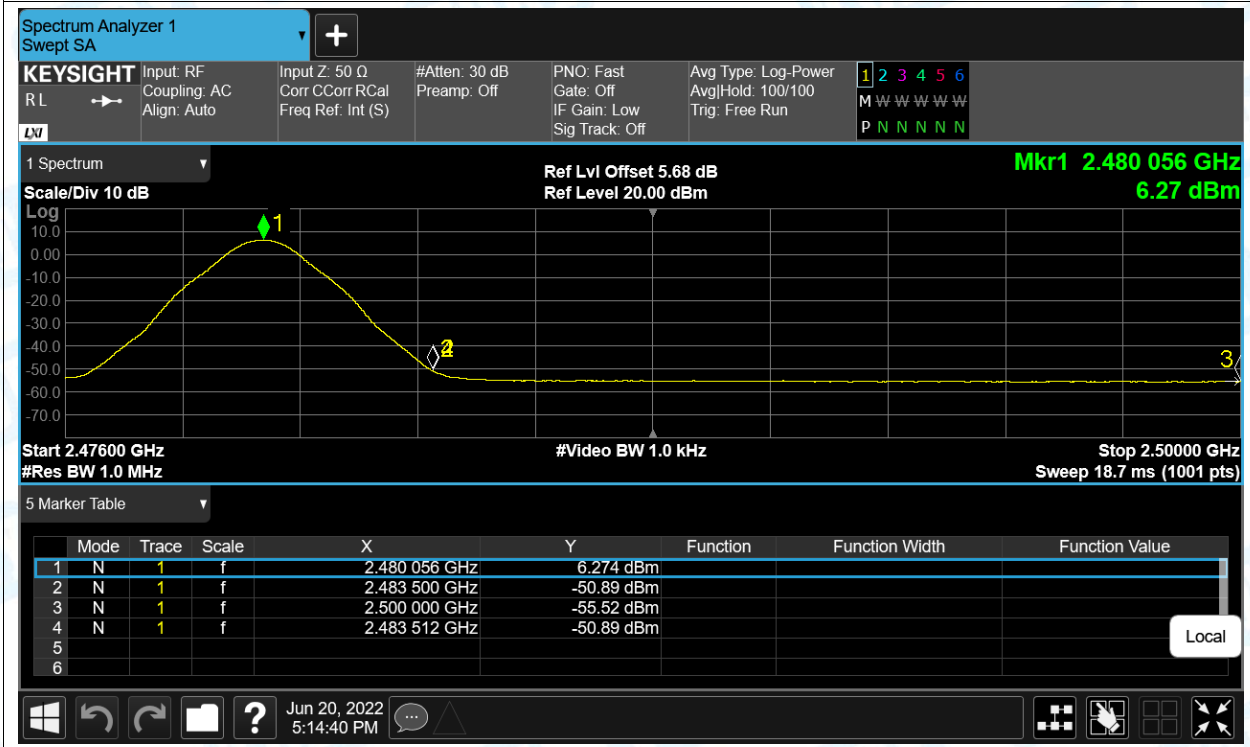 Spectrum Analyzer 1
Swept SA
+
KEYSIGHT
R L
LXI
Input: RF
Coupling: AC
Align: Auto
Input Z: 50 Ω
Corr CCorr RCal
Freq Ref: Int (S)
#Atten: 30 dB
Preamp: Off
PNO: Fast
Gate: Off
IF Gain: Low
Sig Track: Off
Avg Type: Log-Power
Avg|Hold: 100/100
Trig: Free Run
1 2 3 4 5 6
M W W W W W
P N N N N N
1 Spectrum
Scale/Div 10 dB
Ref Lvl Offset 5.68 dB
Ref Level 20.00 dBm
Mkr1 2.480 056 GHz
6.27 dBm
Log
10.0
0.00
-10.0
-20.0
-30.0
-40.0
-50.0
-60.0
-70.0
1
2
3
Start 2.47600 GHz
#Res BW 1.0 MHz
#Video BW 1.0 kHz
Stop 2.50000 GHz
Sweep 18.7 ms (1001 pts)
5 Marker Table
Mode Trace Scale X Y Function Function Width Function Value
1 N 1 f 2.480 056 GHz 6.274 dBm
2 N 1 f 2.483 500 GHz -50.89 dBm
3 N 1 f 2.500 000 GHz -55.52 dBm
4 N 1 f 2.483 512 GHz -50.89 dBm
5
6
Local
?
Jun 20, 2022
5:14:40 PM